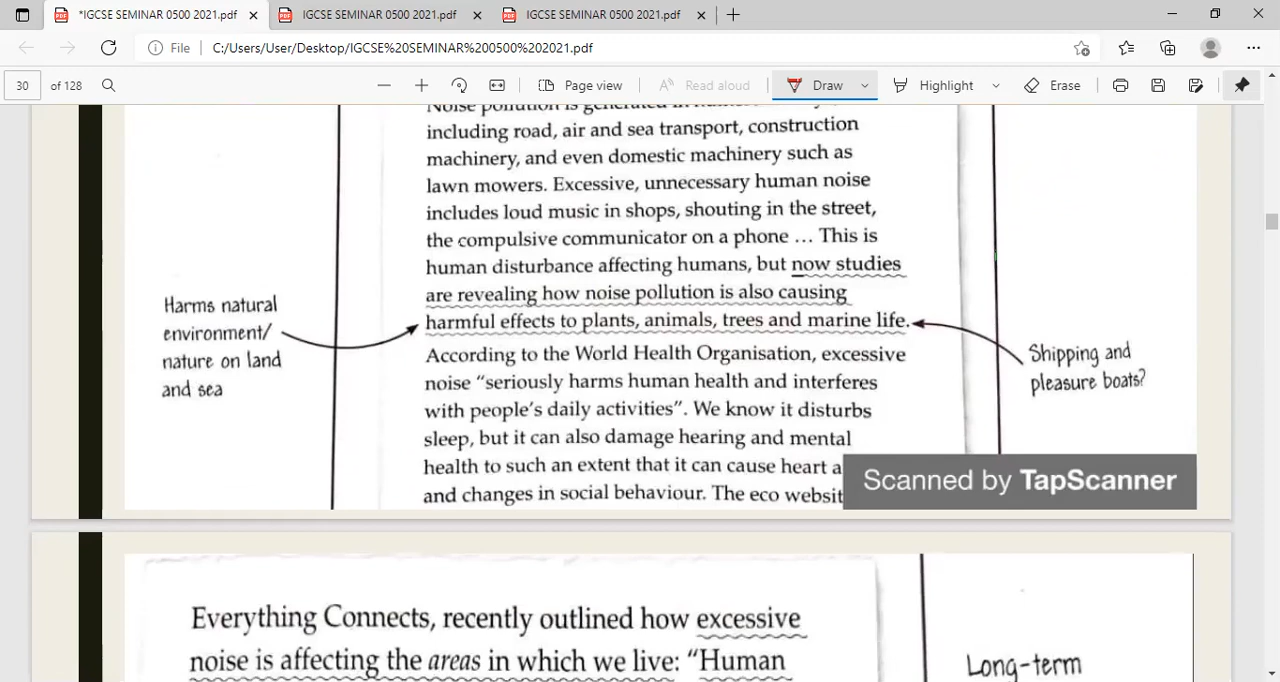 *IGCSE SEMINAR 0500 2021.pdf
IGCSE SEMINAR 0500 2021.pdf
IGCSE SEMINAR 0500 2021.pdf
File
C:/Users/User/Desktop/IGCSE%20SEMINAR%200500%202021.pdf
30 of 128
Page view
Read aloud
Draw
Highlight
Erase
Noise pollution is generated in
including road, air and sea transport, construction
machinery, and even domestic machinery such as
lawn mowers. Excessive, unnecessary human noise
includes loud music in shops, shouting in the street,
the compulsive communicator on a phone … This is
human disturbance affecting humans, but now studies
are revealing how noise pollution is also causing
harmful effects to plants, animals, trees and marine life.
According to the World Health Organisation, excessive
noise “seriously harms human health and interferes
with people’s daily activities”. We know it disturbs
sleep, but it can also damage hearing and mental
health to such an extent that it can cause heart a
and changes in social behaviour. The eco websit
Harms natural
environment/
nature on land
and sea
Shipping and
pleasure boats?
Scanned by TapScanner
Everything Connects, recently outlined how excessive
noise is affecting the areas in which we live: “Human
Long-term